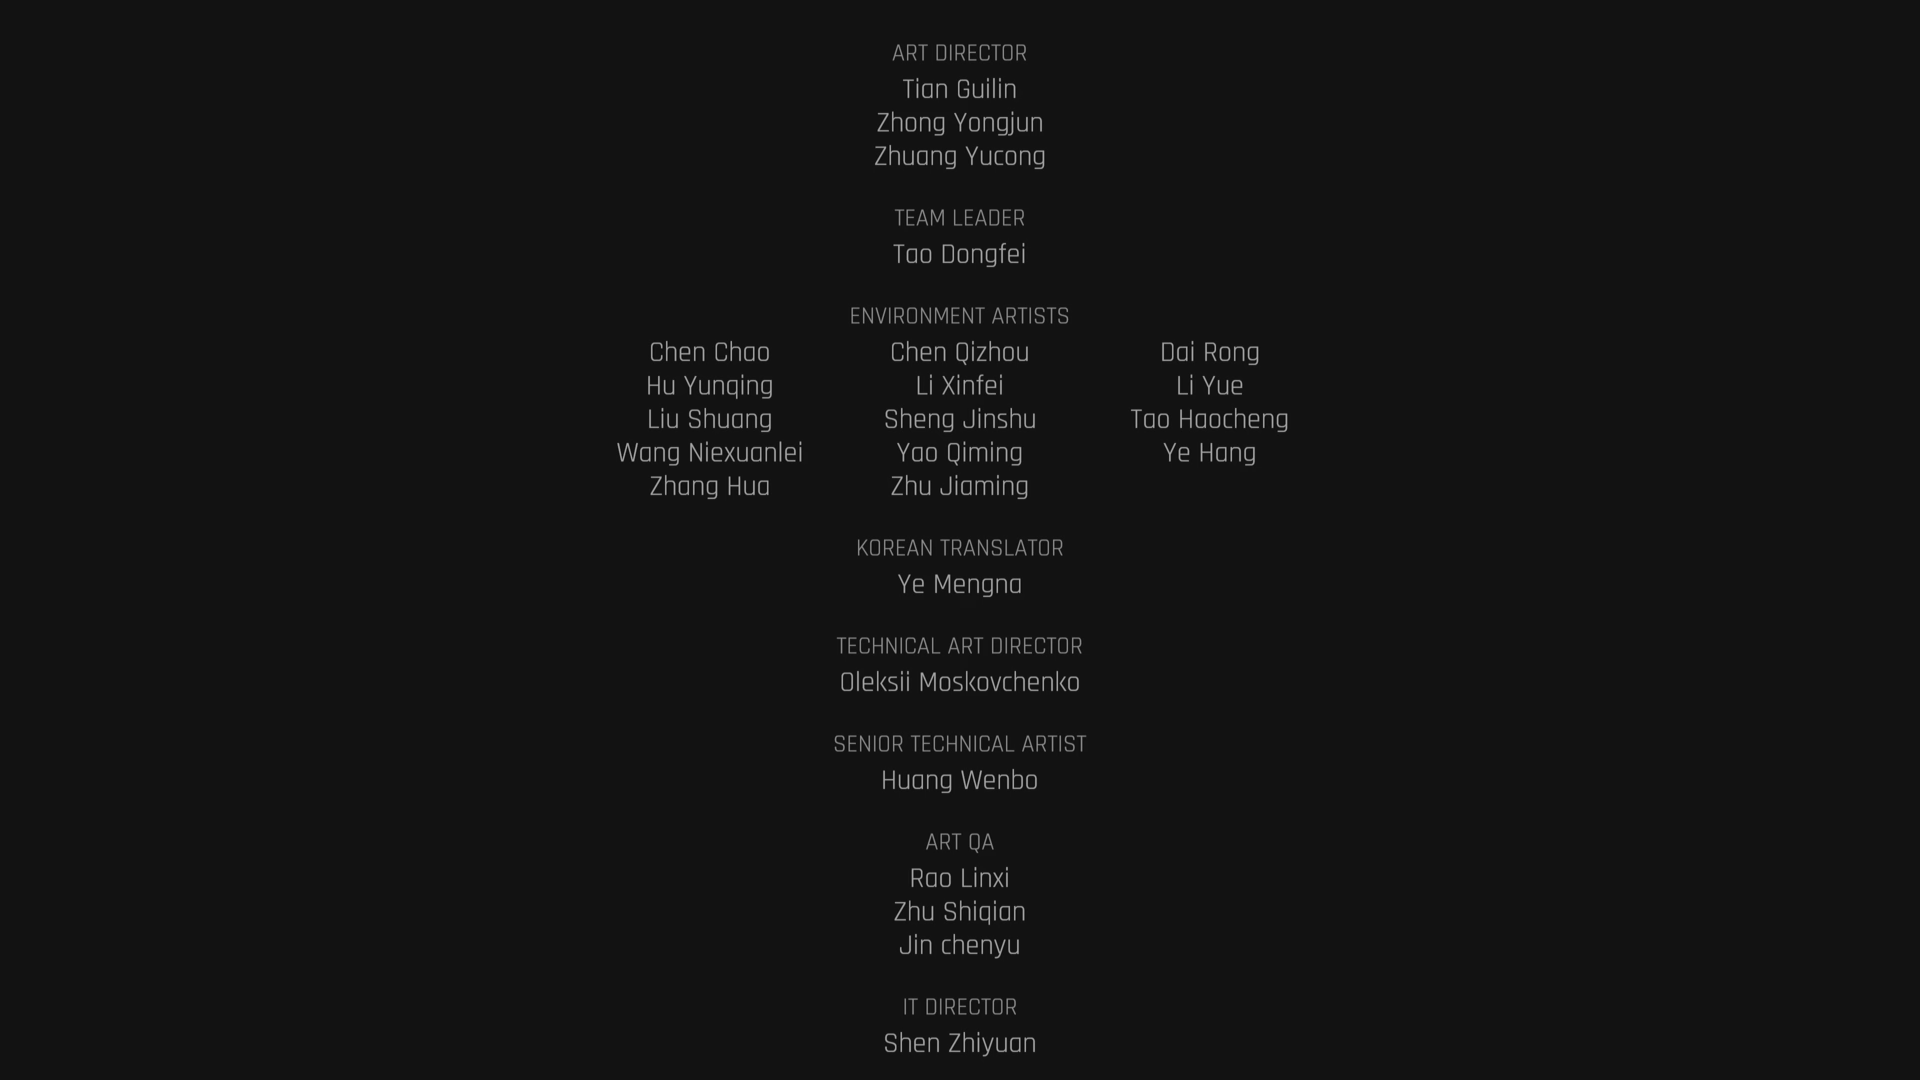 ART DIRECTOR
Tian Guilin
Zhong Yongjun
Zhuang Yucong
TEAM LEADER
Tao Dongfei
ENVIRONMENT ARTISTS
Chen Chao Chen Qizhou Dai Rong
Hu Yunqing Li Xinfei Li Yue
Liu Shuang Sheng Jinshu Tao Haocheng
Wang Niexuanlei Yao Qiming Ye Hang
Zhang Hua Zhu Jiaming
KOREAN TRANSLATOR
Ye Mengna
TECHNICAL ART DIRECTOR
Oleksii Moskovchenko
SENIOR TECHNICAL ARTIST
Huang Wenbo
ART QA
Rao Linxi
Zhu Shiqian
Jin chenyu
IT DIRECTOR
Shen Zhiyuan